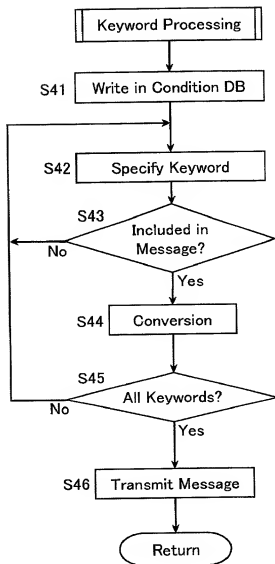 Keyword Processing
S41 Write in Condition DB
S42 Specify Keyword
S43
Included in
Message?
No
Yes
S44 Conversion
S45
All Keywords?
No
Yes
S46 Transmit Message
Return